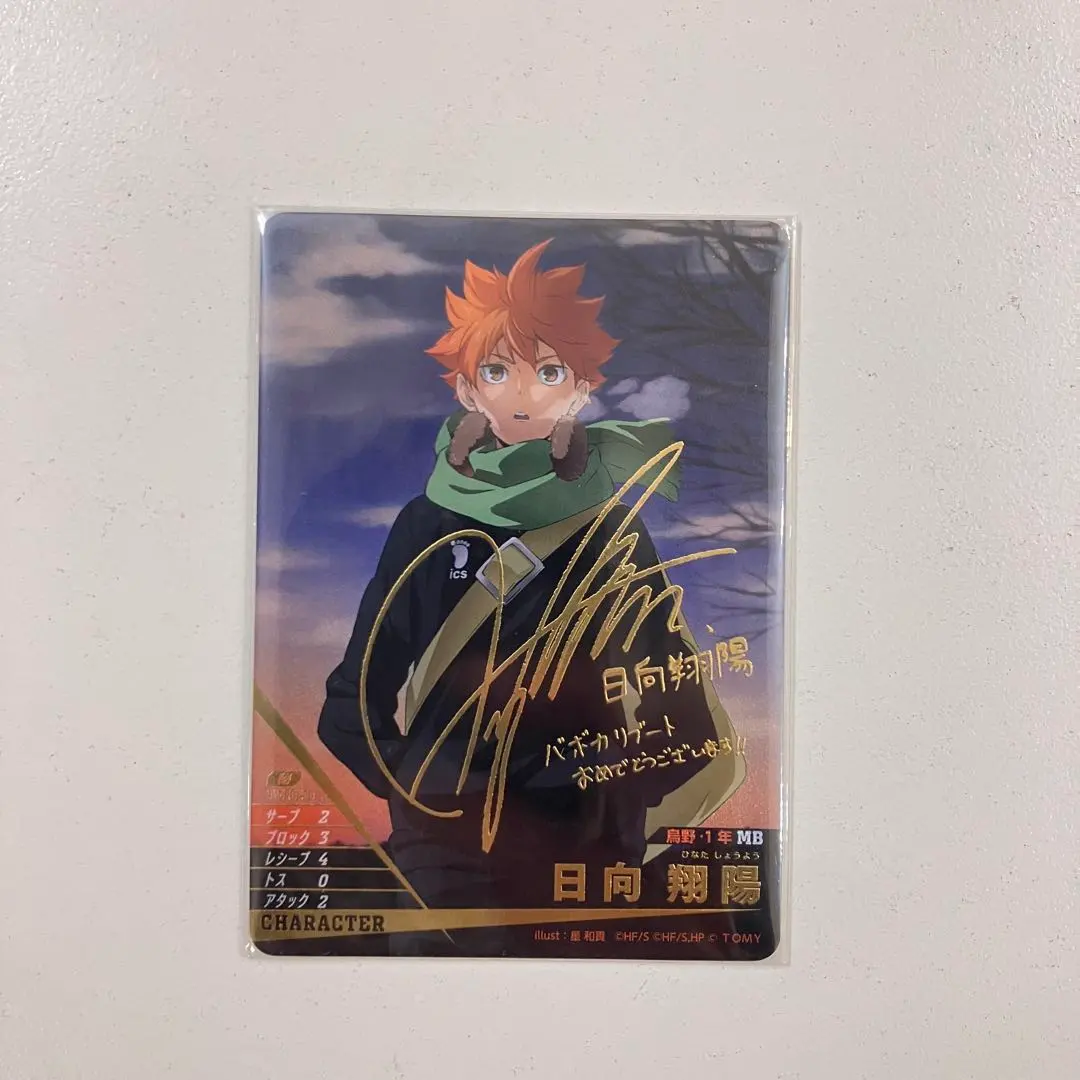 ics
日向翔陽
バボカリブート
おめでとうございます!!
サーブ 2
ブロック 3
レシーブ 4
トス 0
アタック 2
CHARACTER
烏野・1年 MB
ひなた しょうよう
日向 翔陽
illust：星 和貴 ©HF/S ©HF/S,HP © TOMY